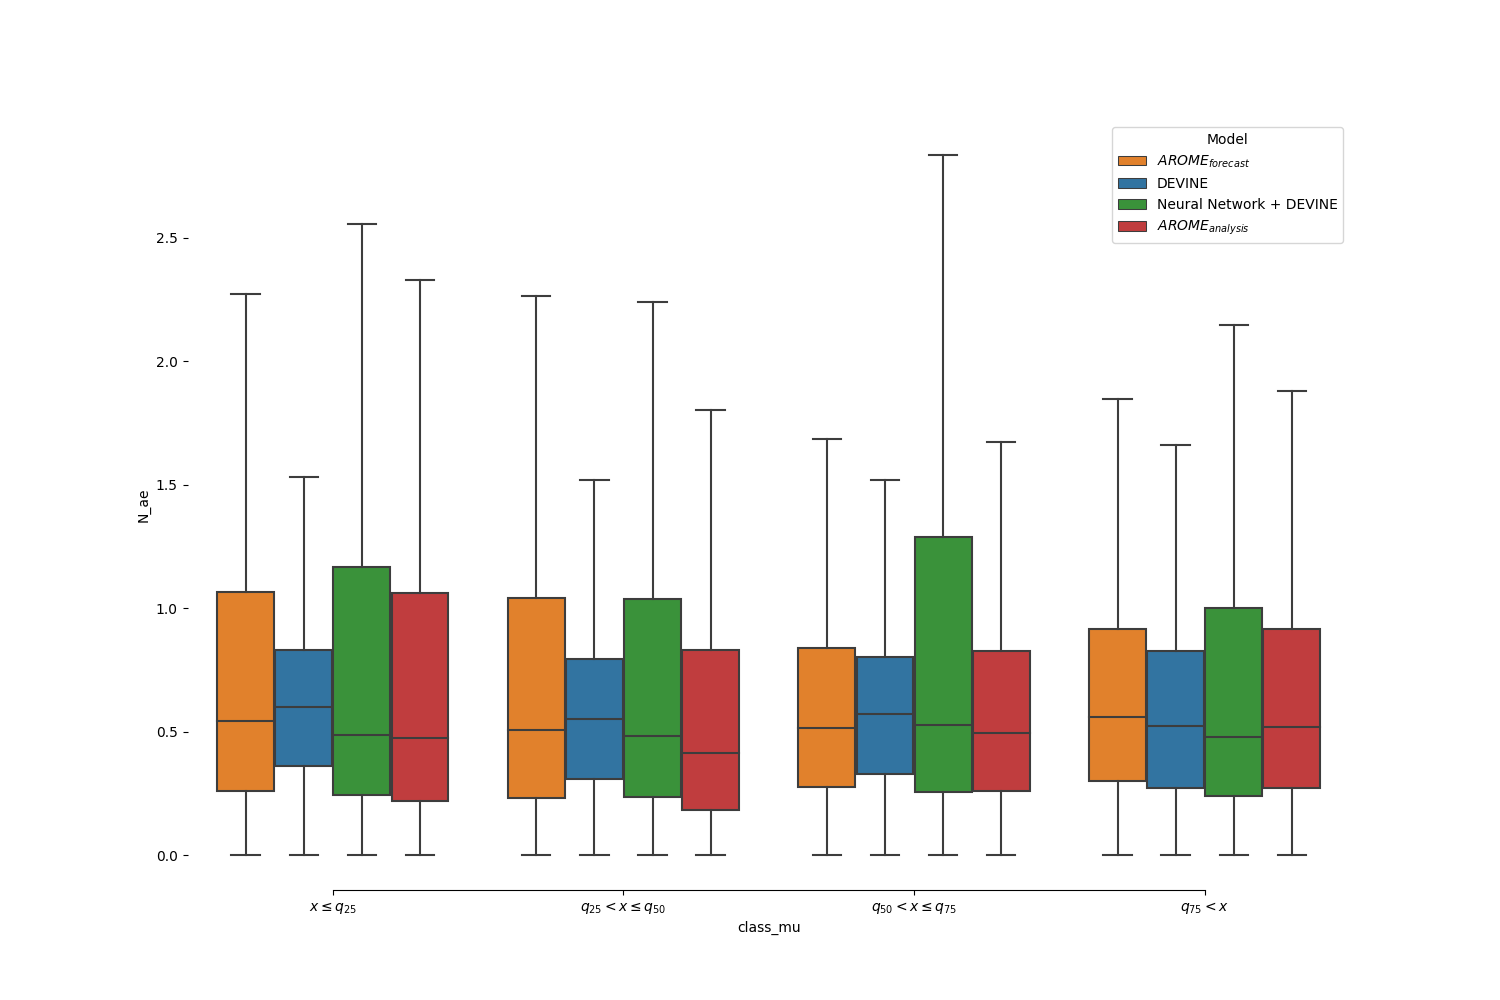 Model
AROME_forecast
DEVINE
Neural Network + DEVINE
AROME_analysis
2.5
2.0
1.5
1.0
0.5
0.0
N_ae
x ≤ q₂₅
q₂₅ < x ≤ q₅₀
q₅₀ < x ≤ q₇₅
q₇₅ < x
class_mu